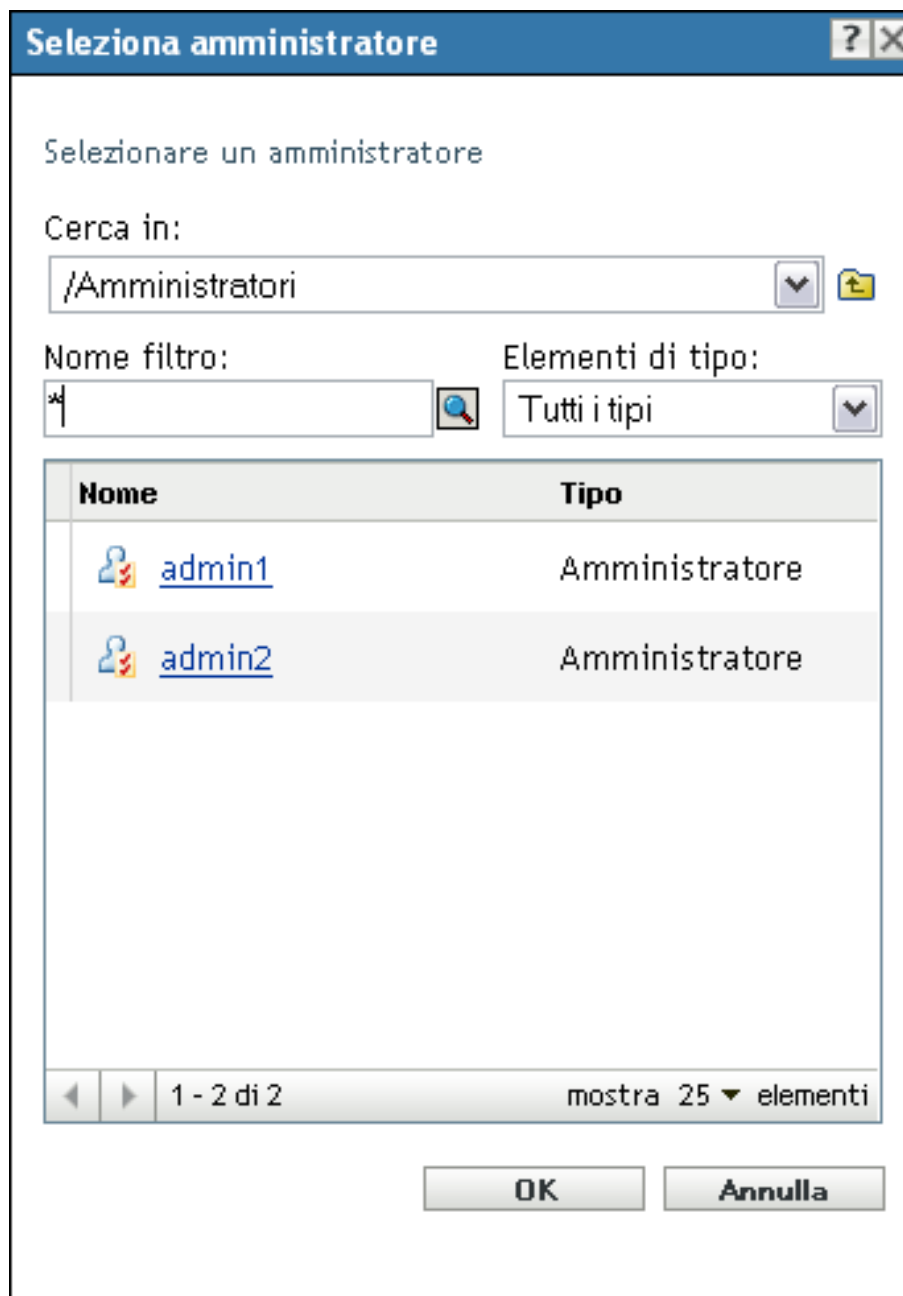 Seleziona amministratore ?
Selezionare un amministratore
Cerca in:
/Amministratori
Nome filtro: Elementi di tipo:
* Tutti i tipi
Nome Tipo
admin1 Amministratore
admin2 Amministratore
1 - 2 di 2 mostra 25 elementi
OK Annulla